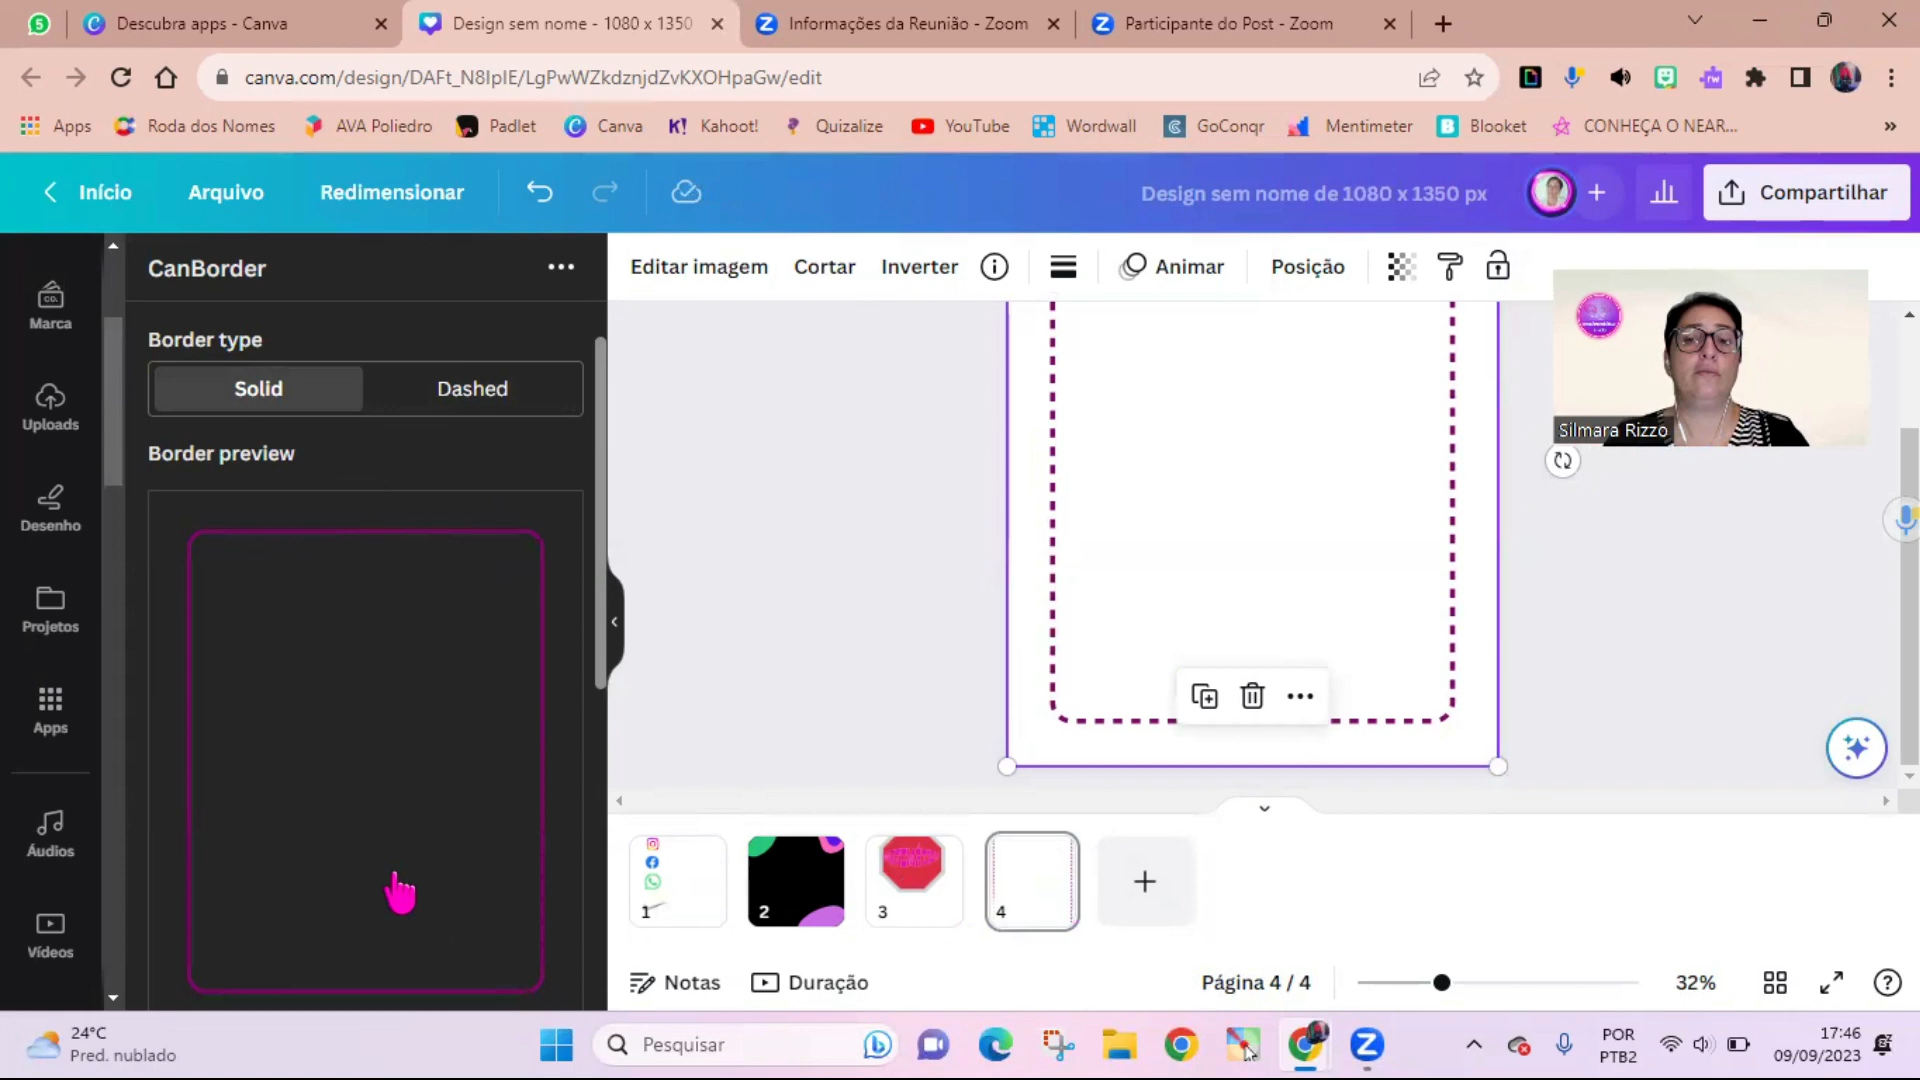 5
Descubra apps - Canva
Design sem nome - 1080 x 1350
Informações da Reunião - Zoom
Participante do Post - Zoom
canva.com/design/DAFt_N8IpIE/LgPwWZkdznjdZvKXOHpaGw/edit
Apps
Roda dos Nomes
AVA Poliedro
Padlet
Canva
K! Kahoot!
Quizalize
YouTube
Wordwall
GoConqr
Mentimeter
B Blooket
CONHEÇA O NEAR...
Início
Arquivo
Redimensionar
Design sem nome de 1080 x 1350 px
Compartilhar
CanBorder
Editar imagem
Cortar
Inverter
Animar
Posição
Marca
Uploads
Desenho
Projetos
Apps
Áudios
Vídeos
Border type
Solid
Dashed
Border preview
Silmara Rizzo
1
2
3
4
Notas
Duração
Página 4 / 4
32%
24°C
Pred. nublado
Pesquisar
POR
PTB2
17:46
09/09/2023